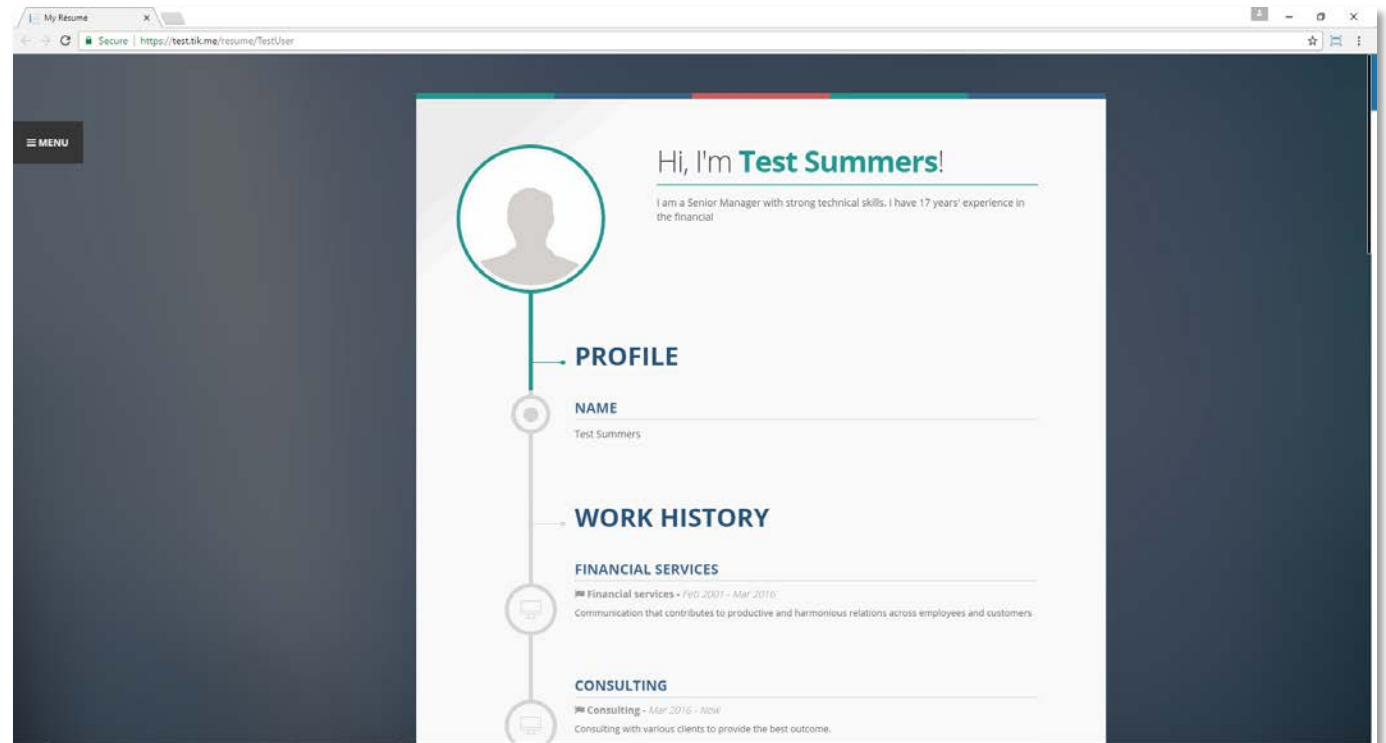 My Resume
Secure | https://test.tik.me/resume/TestUser
MENU
Hi, I'm Test Summers!
I am a Senior Manager with strong technical skills. I have 17 years' experience in
the financial
PROFILE
NAME
Test Summers
WORK HISTORY
FINANCIAL SERVICES
Financial services - Feb 2001 - Mar 2016
Communication that contributes to productive and harmonious relations across employees and customers
CONSULTING
Consulting - Mar 2016 - Now
Consulting with various clients to provide the best outcome.